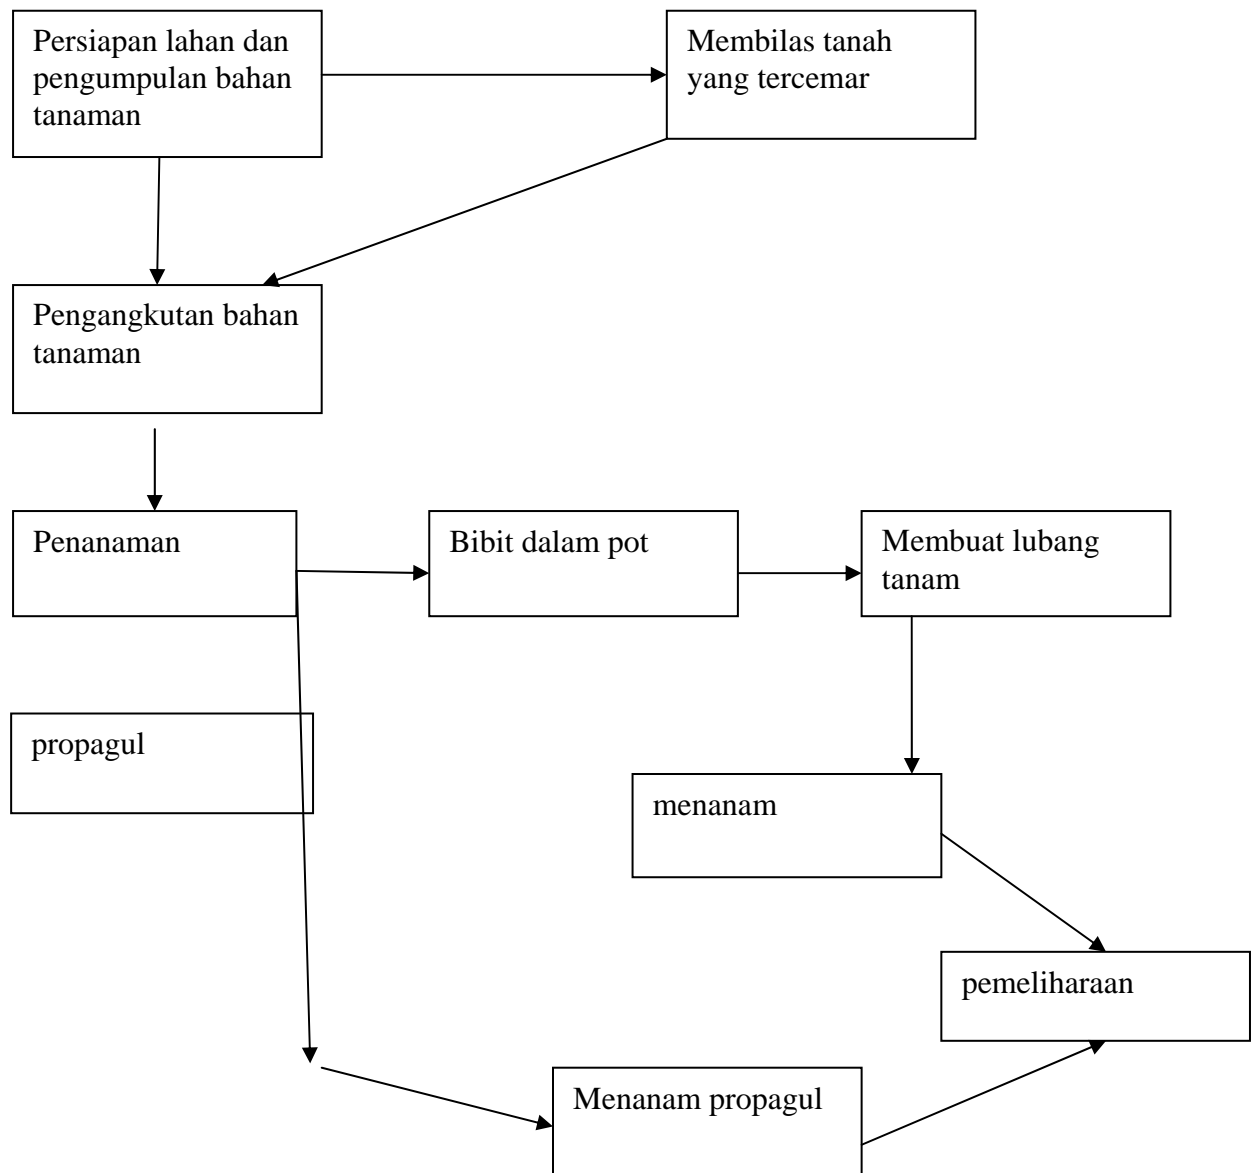 Persiapan lahan dan
pengumpulan bahan
tanaman
Membilas tanah
yang tercemar
Pengangkutan bahan
tanaman
Penanaman
Bibit dalam pot
Membuat lubang
tanam
propagul
menanam
pemeliharaan
Menanam propagul